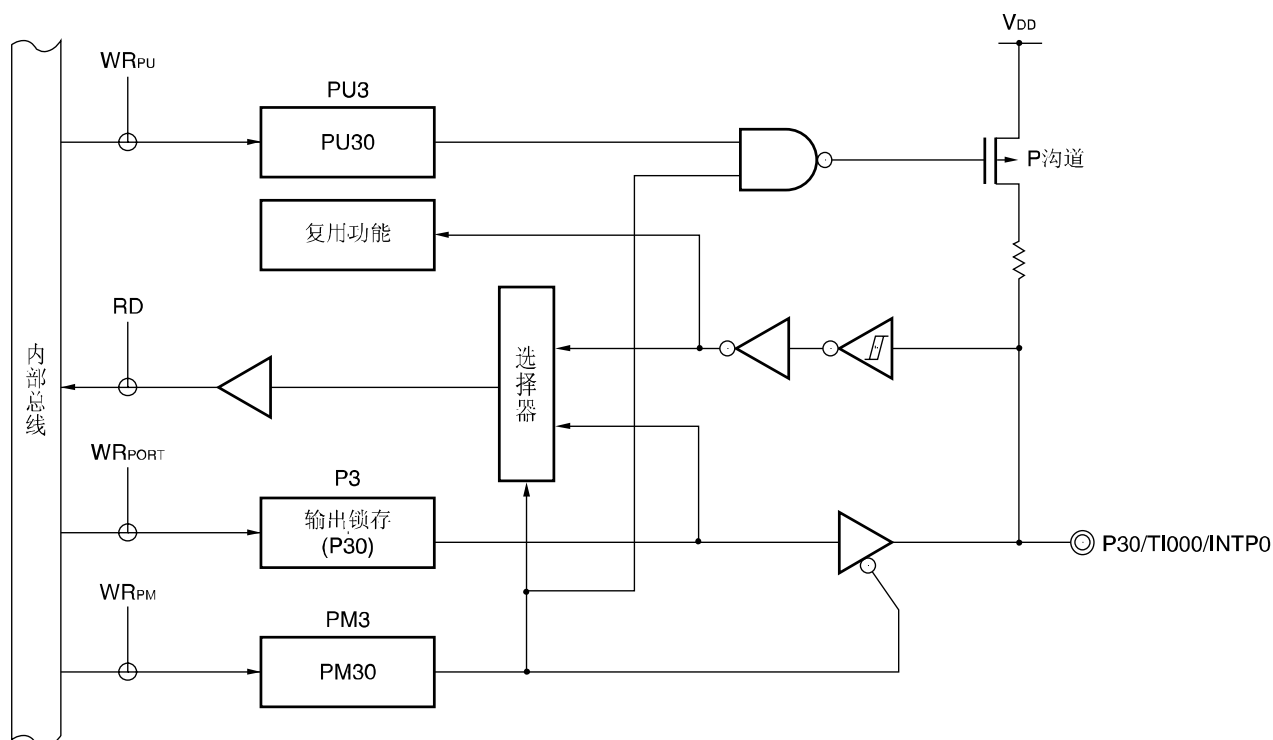 VDD
WRPU
PU3
PU30
P沟道
复用功能
RD
选择器
内部总线
WRPORT
P3
输出锁存
(P30)
P30/TI000/INTP0
WRPM
PM3
PM30